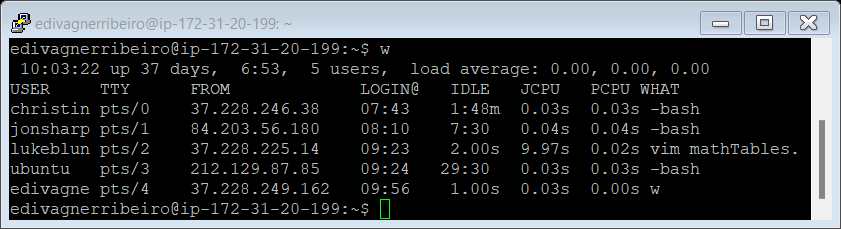 edivagnerribeiro@ip-172-31-20-199: ~
edivagnerribeiro@ip-172-31-20-199:~$ w
 10:03:22 up 37 days,  6:53,  5 users,  load average: 0.00, 0.00, 0.00
USER     TTY      FROM             LOGIN@   IDLE   JCPU   PCPU WHAT
christin pts/0    37.228.246.38    07:43    1:48m  0.03s  0.03s -bash
jonsharp pts/1    84.203.56.180    08:10    7:30   0.04s  0.04s -bash
lukeblun pts/2    37.228.225.14    09:23    2.00s  9.97s  0.02s vim mathTables.
ubuntu   pts/3    212.129.87.85    09:24   29:30   0.03s  0.03s -bash
edivagne pts/4    37.228.249.162   09:56    1.00s  0.03s  0.00s w
edivagnerribeiro@ip-172-31-20-199:~$